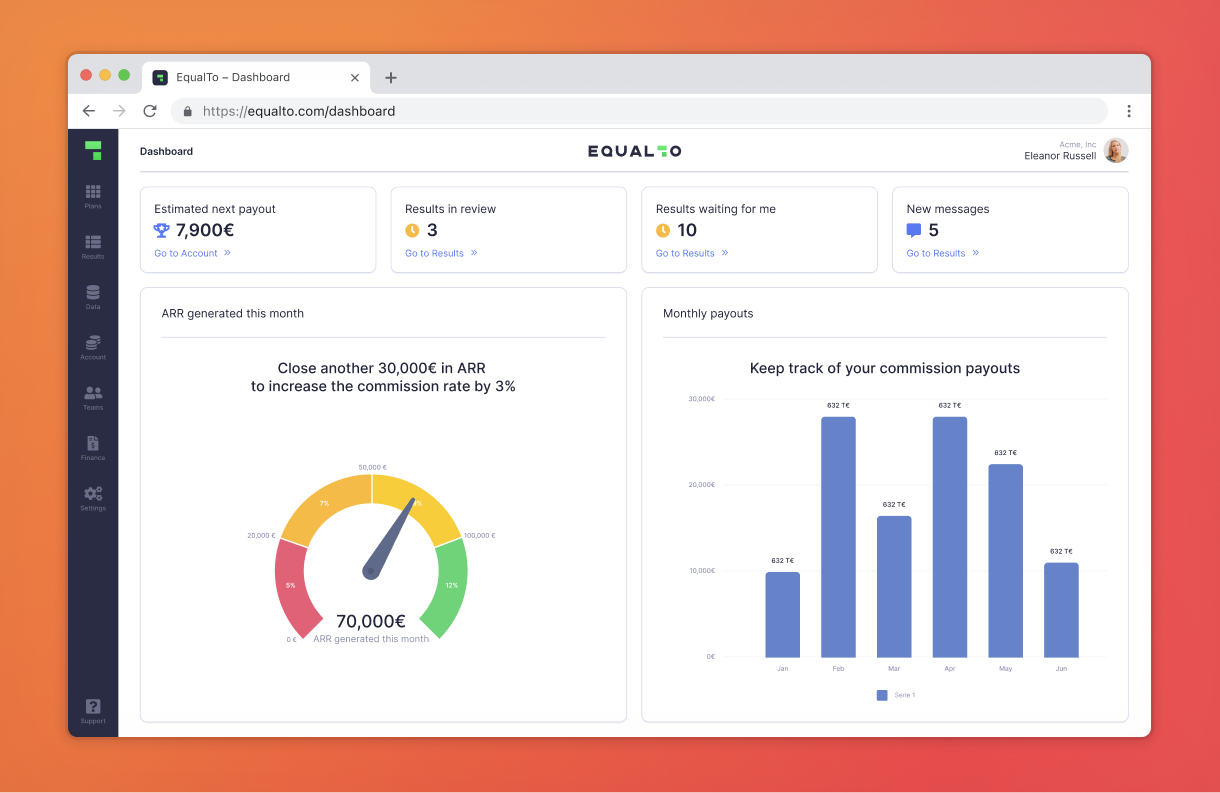 EqualTo – Dashboard
https://equalto.com/dashboard
Dashboard
EQUALTO
Acme, Inc
Eleanor Russell
Plans
Results
Data
Account
Teams
Finance
Settings
Support
Estimated next payout
7,900€
Go to Account »
Results in review
3
Go to Results »
Results waiting for me
10
Go to Results »
New messages
5
Go to Results »
ARR generated this month
Close another 30,000€ in ARR
to increase the commission rate by 3%
50,000 €
7%
20,000 €
100,000 €
5%
12%
70,000€
0 €
ARR generated this month
Monthly payouts
Keep track of your commission payouts
30,000€
632 T€
632 T€
632 T€
20,000€
632 T€
632 T€
632 T€
10,000€
0€
Jan
Feb
Mar
Apr
May
Jun
Serie 1